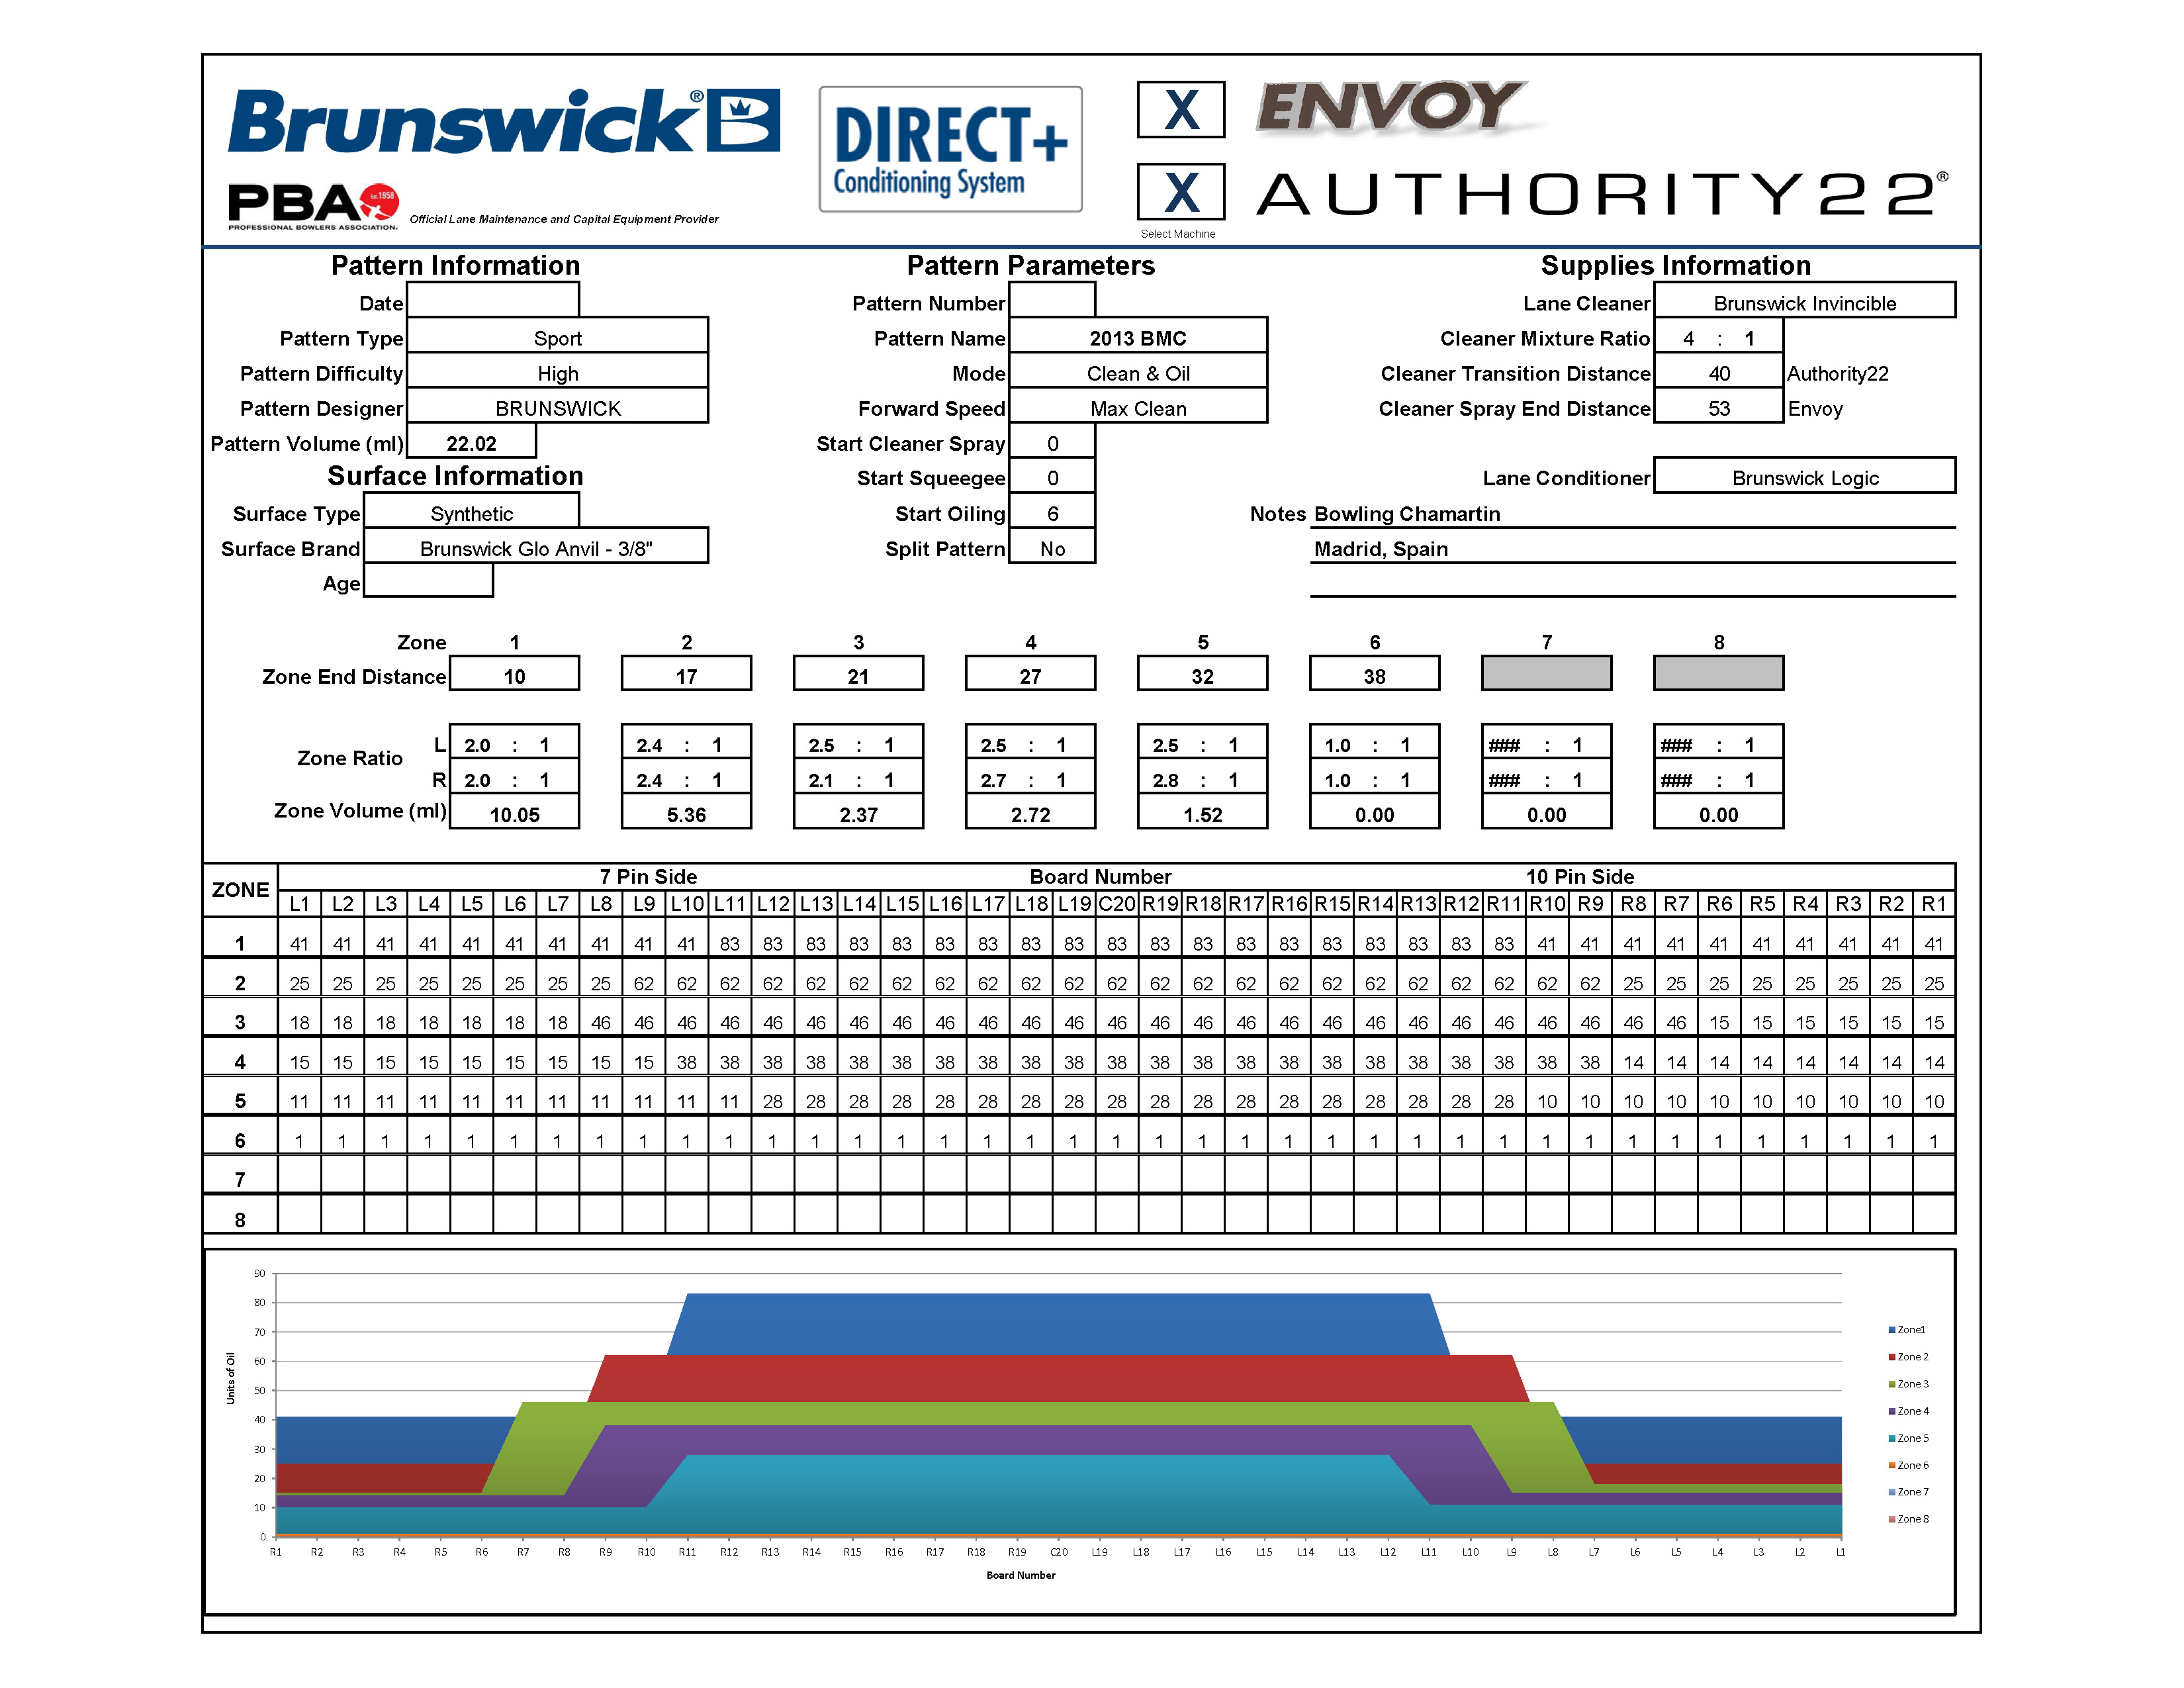 Brunswick® B
DIRECT+
Conditioning System
X ENVOY
X AUTHORITY22®
Select Machine
PBA est.1958
PROFESSIONAL BOWLERS ASSOCIATION.
Official Lane Maintenance and Capital Equipment Provider
Pattern Information Pattern Parameters Supplies Information
Date Pattern Number Lane Cleaner Brunswick Invincible
Pattern Type Sport Pattern Name 2013 BMC Cleaner Mixture Ratio 4 : 1
Pattern Difficulty High Mode Clean & Oil Cleaner Transition Distance 40 Authority22
Pattern Designer BRUNSWICK Forward Speed Max Clean Cleaner Spray End Distance 53 Envoy
Pattern Volume (ml) 22.02 Start Cleaner Spray 0
Surface Information Start Squeegee 0 Lane Conditioner Brunswick Logic
Surface Type Synthetic Start Oiling 6 Notes Bowling Chamartin
Surface Brand Brunswick Glo Anvil - 3/8" Split Pattern No Madrid, Spain
Age
Zone 1 2 3 4 5 6 7 8
Zone End Distance 10 17 21 27 32 38
Zone Ratio
L 2.0 : 1 2.4 : 1 2.5 : 1 2.5 : 1 2.5 : 1 1.0 : 1 ### : 1 ### : 1
R 2.0 : 1 2.4 : 1 2.1 : 1 2.7 : 1 2.8 : 1 1.0 : 1 ### : 1 ### : 1
Zone Volume (ml) 10.05 5.36 2.37 2.72 1.52 0.00 0.00 0.00
ZONE 7 Pin Side Board Number 10 Pin Side
L1 L2 L3 L4 L5 L6 L7 L8 L9 L10 L11 L12 L13 L14 L15 L16 L17 L18 L19 C20 R19 R18 R17 R16 R15 R14 R13 R12 R11 R10 R9 R8 R7 R6 R5 R4 R3 R2 R1
1 41 41 41 41 41 41 41 41 41 41 83 83 83 83 83 83 83 83 83 83 83 83 83 83 83 83 83 83 83 41 41 41 41 41 41 41 41 41 41
2 25 25 25 25 25 25 25 25 62 62 62 62 62 62 62 62 62 62 62 62 62 62 62 62 62 62 62 62 62 62 62 25 25 25 25 25 25 25 25
3 18 18 18 18 18 18 18 46 46 46 46 46 46 46 46 46 46 46 46 46 46 46 46 46 46 46 46 46 46 46 46 46 46 15 15 15 15 15 15
4 15 15 15 15 15 15 15 15 15 38 38 38 38 38 38 38 38 38 38 38 38 38 38 38 38 38 38 38 38 38 38 14 14 14 14 14 14 14 14
5 11 11 11 11 11 11 11 11 11 11 11 28 28 28 28 28 28 28 28 28 28 28 28 28 28 28 28 28 28 10 10 10 10 10 10 10 10 10 10
6 1 1 1 1 1 1 1 1 1 1 1 1 1 1 1 1 1 1 1 1 1 1 1 1 1 1 1 1 1 1 1 1 1 1 1 1 1 1 1
7
8
Units of Oil
90
80
70
60
50
40
30
20
10
0
R1 R2 R3 R4 R5 R6 R7 R8 R9 R10 R11 R12 R13 R14 R15 R16 R17 R18 R19 C20 L19 L18 L17 L16 L15 L14 L13 L12 L11 L10 L9 L8 L7 L6 L5 L4 L3 L2 L1
Board Number
Zone1
Zone 2
Zone 3
Zone 4
Zone 5
Zone 6
Zone 7
Zone 8